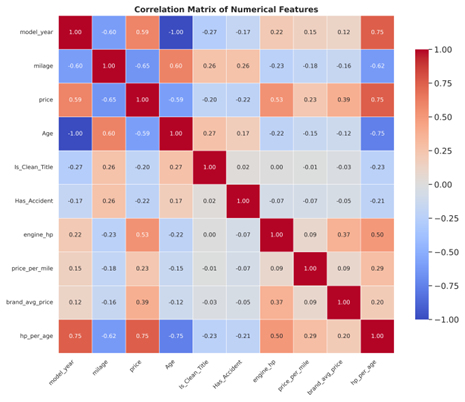 Correlation Matrix of Numerical Features
model_year 1.00 -0.60 0.59 -1.00 -0.27 -0.17 0.22 0.15 0.12 0.75
milage -0.60 1.00 -0.65 0.60 0.26 0.26 -0.23 -0.18 -0.16 -0.62
price 0.59 -0.65 1.00 -0.59 -0.20 -0.22 0.53 0.23 0.39 0.75
Age -1.00 0.60 -0.59 1.00 0.27 0.17 -0.22 -0.15 -0.12 -0.75
Is_Clean_Title -0.27 0.26 -0.20 0.27 1.00 0.02 0.00 -0.01 -0.03 -0.23
Has_Accident -0.17 0.26 -0.22 0.17 0.02 1.00 -0.07 -0.07 -0.05 -0.21
engine_hp 0.22 -0.23 0.53 -0.22 0.00 -0.07 1.00 0.09 0.37 0.50
price_per_mile 0.15 -0.18 0.23 -0.15 -0.01 -0.07 0.09 1.00 0.09 0.29
brand_avg_price 0.12 -0.16 0.39 -0.12 -0.03 -0.05 0.37 0.09 1.00 0.20
hp_per_age 0.75 -0.62 0.75 -0.75 -0.23 -0.21 0.50 0.29 0.20 1.00
model_year milage price Age Is_Clean_Title Has_Accident engine_hp price_per_mile brand_avg_price hp_per_age
1.00
0.75
0.50
0.25
0.00
−0.25
−0.50
−0.75
−1.00